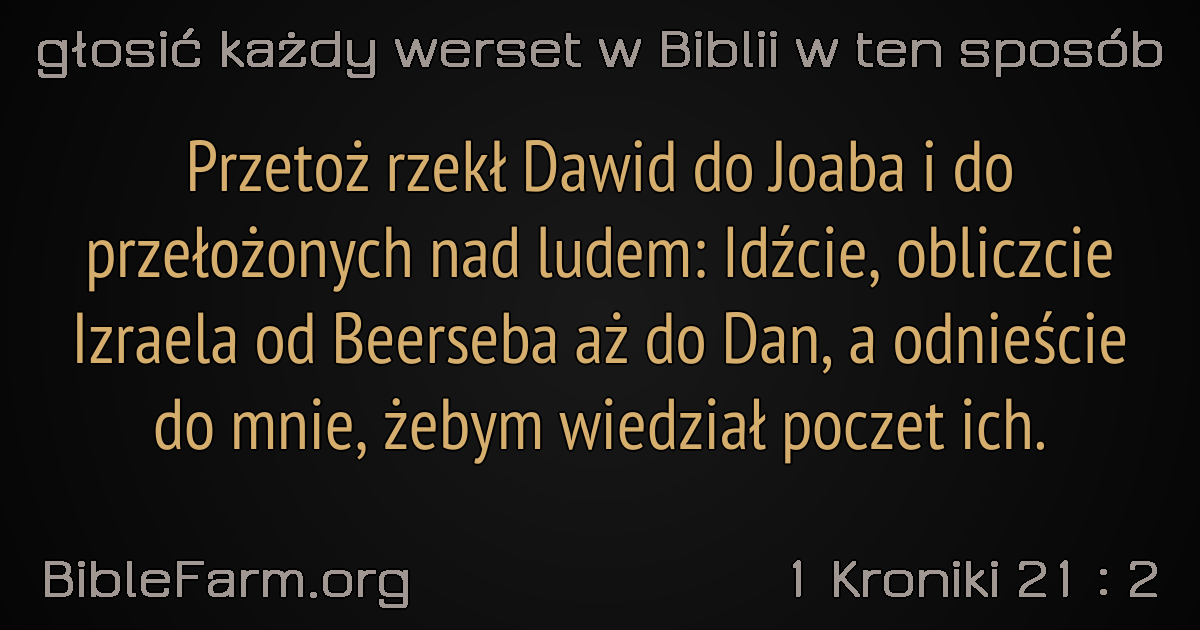 głosić każdy werset w Biblii w ten sposób
Przetoż rzekł Dawid do Joaba i do
przełożonych nad ludem: Idźcie, obliczcie
Izraela od Beerseba aż do Dan, a odnieście
do mnie, żebym wiedział poczet ich.
BibleFarm.org
1 Kroniki 21 : 2